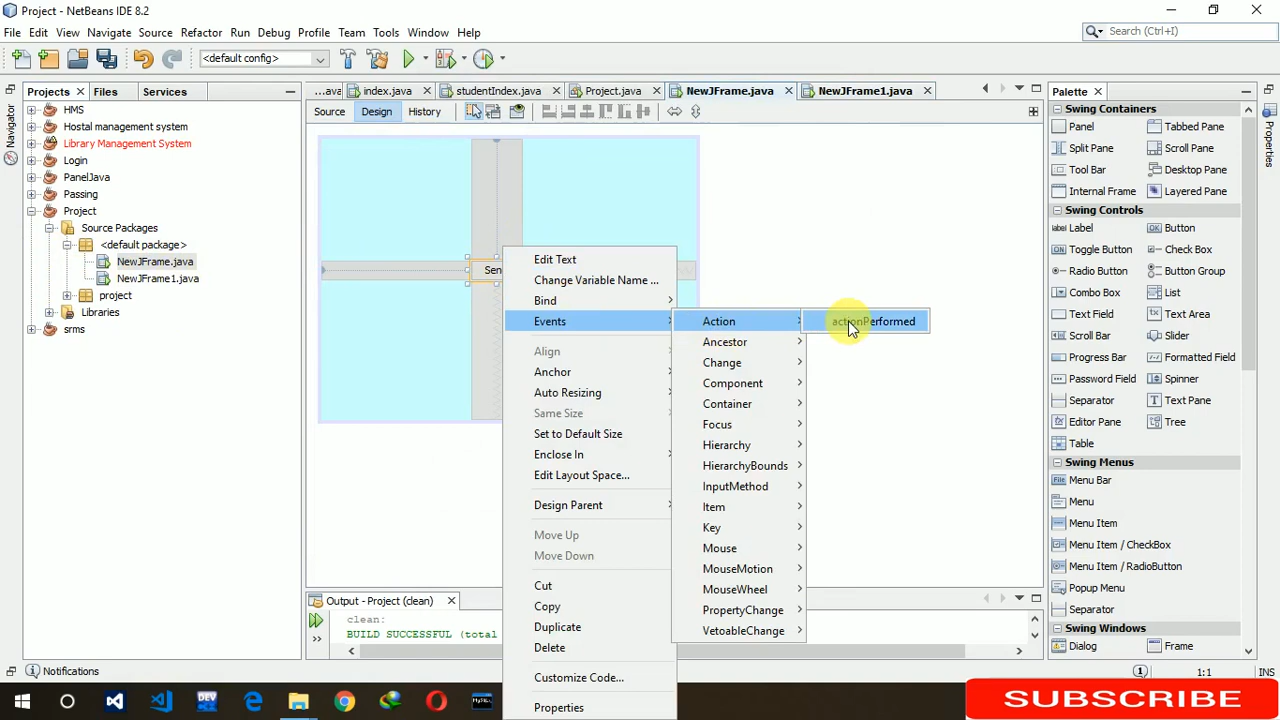 Project - NetBeans IDE 8.2
File Edit View Navigate Source Refactor Run Debug Profile Team Tools Window Help
Search (Ctrl+I)
<default config>
Projects Files Services
...ava index.java studentIndex.java Project.java NewJFrame.java NewJFrame1.java
Source Design History
Navigator
HMS
Hostal management system
Library Management System
Login
PanelJava
Passing
Project
Source Packages
<default package>
NewJFrame.java
NewJFrame1.java
project
Libraries
srms
Sen
Edit Text
Change Variable Name ...
Bind
Events
Align
Anchor
Auto Resizing
Same Size
Set to Default Size
Enclose In
Edit Layout Space...
Design Parent
Move Up
Move Down
Cut
Copy
Duplicate
Delete
Customize Code...
Properties
Action
Ancestor
Change
Component
Container
Focus
Hierarchy
HierarchyBounds
InputMethod
Item
Key
Mouse
MouseMotion
MouseWheel
PropertyChange
VetoableChange
actionPerformed
Palette
Swing Containers
Panel Tabbed Pane
Split Pane Scroll Pane
Tool Bar Desktop Pane
Internal Frame Layered Pane
Swing Controls
Label Button
Toggle Button Check Box
Radio Button Button Group
Combo Box List
Text Field Text Area
Scroll Bar Slider
Progress Bar Formatted Field
Password Field Spinner
Separator Text Pane
Editor Pane Tree
Table
Swing Menus
Menu Bar
Menu
Menu Item
Menu Item / CheckBox
Menu Item / RadioButton
Popup Menu
Separator
Swing Windows
Dialog Frame
Properties
Output - Project (clean)
clean:
BUILD SUCCESSFUL (total
Notifications
1 1:1 INS
SUBSCRIBE